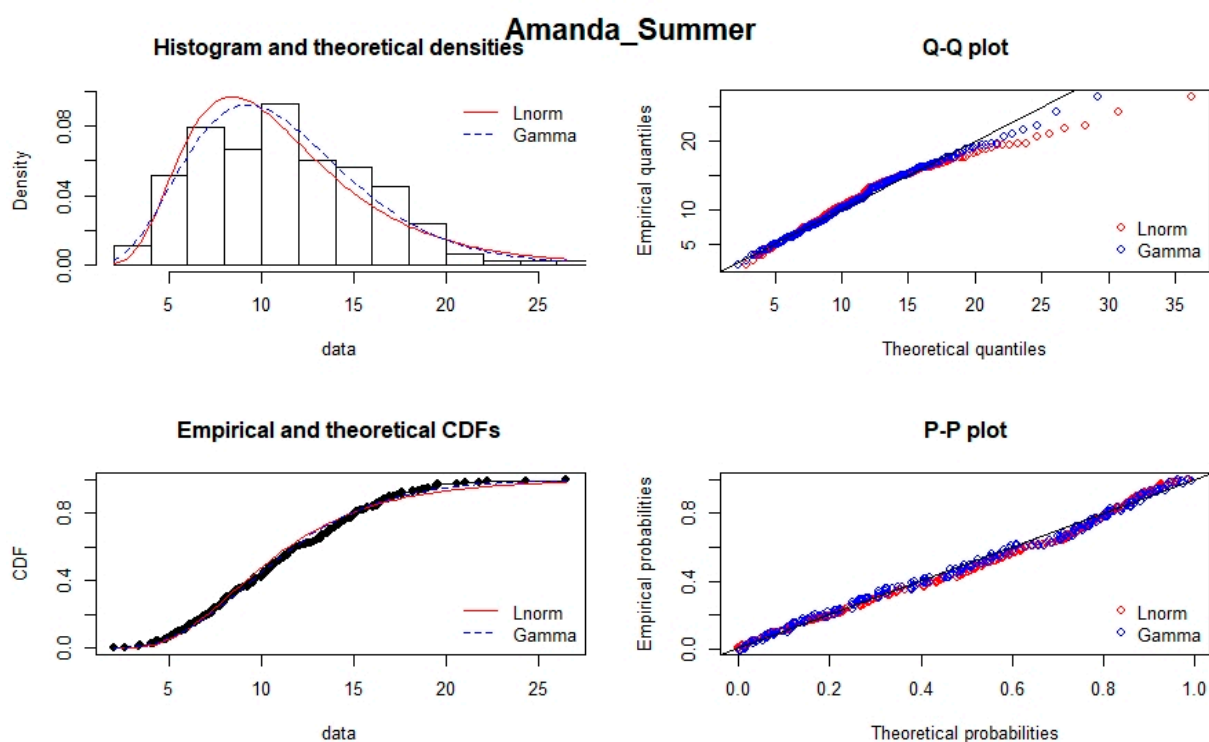 Amanda_Summer
Histogram and theoretical densities
Density
0.00
0.04
0.08
Lnorm
Gamma
5
10
15
20
25
data
Q-Q plot
Empirical quantiles
5
10
20
Lnorm
Gamma
5
10
15
20
25
30
35
Theoretical quantiles
Empirical and theoretical CDFs
CDF
0.0
0.4
0.8
Lnorm
Gamma
5
10
15
20
25
data
P-P plot
Empirical probabilities
0.0
0.4
0.8
Lnorm
Gamma
0.0
0.2
0.4
0.6
0.8
1.0
Theoretical probabilities